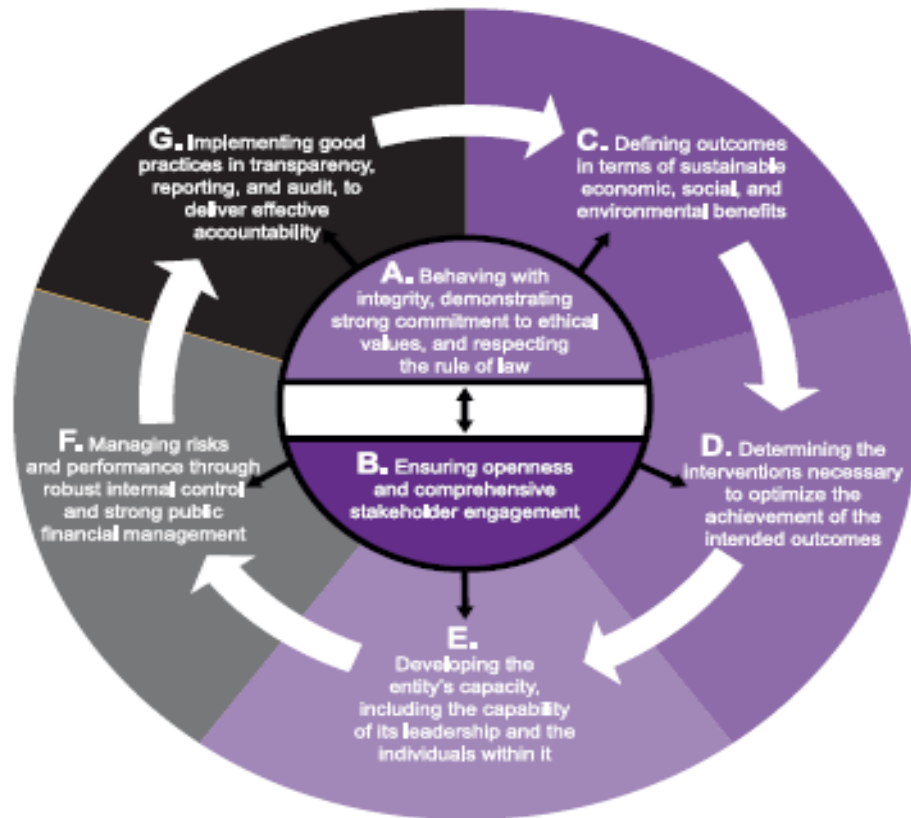 G. Implementing good
practices in transparency,
reporting, and audit, to
deliver effective
accountability
C. Defining outcomes
in terms of sustainable
economic, social, and
environmental benefits
A. Behaving with
integrity, demonstrating
strong commitment to ethical
values, and respecting
the rule of law
F. Managing risks
and performance through
robust internal control
and strong public
financial management
B. Ensuring openness
and comprehensive
stakeholder engagement
D. Determining the
interventions necessary
to optimize the
achievement of the
intended outcomes
E.
Developing the
entity's capacity,
including the capability
of its leadership and the
individuals within it